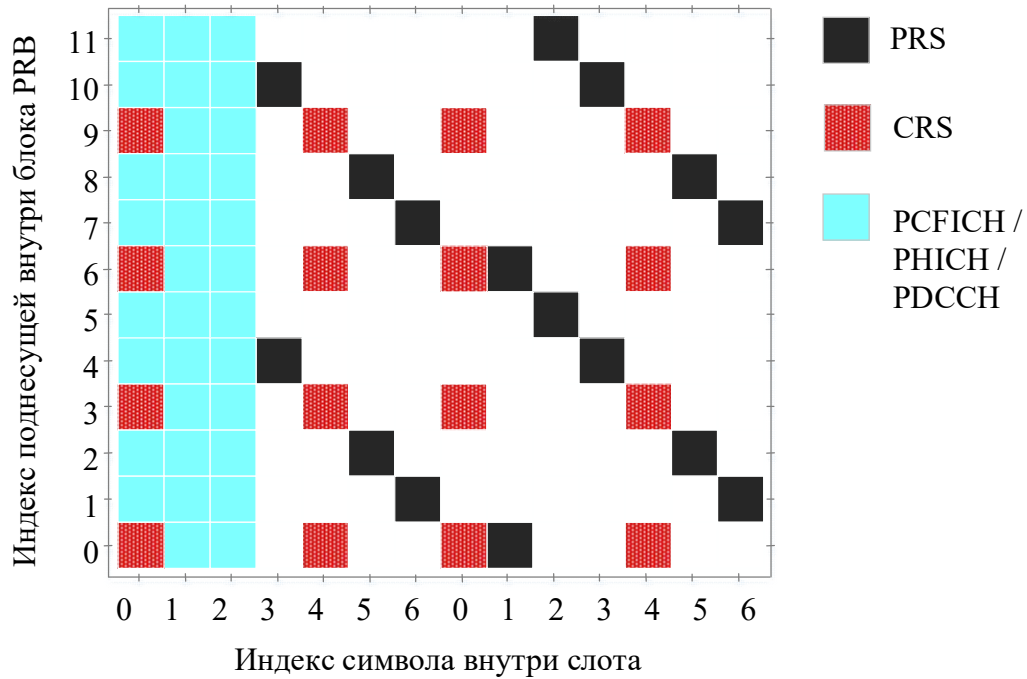 Индекс поднесущей внутри блока PRB
11
10
9
8
7
6
5
4
3
2
1
0
0 1 2 3 4 5 6 0 1 2 3 4 5 6
Индекс символа внутри слота
PRS
CRS
PCFICH /
PHICH /
PDCCH